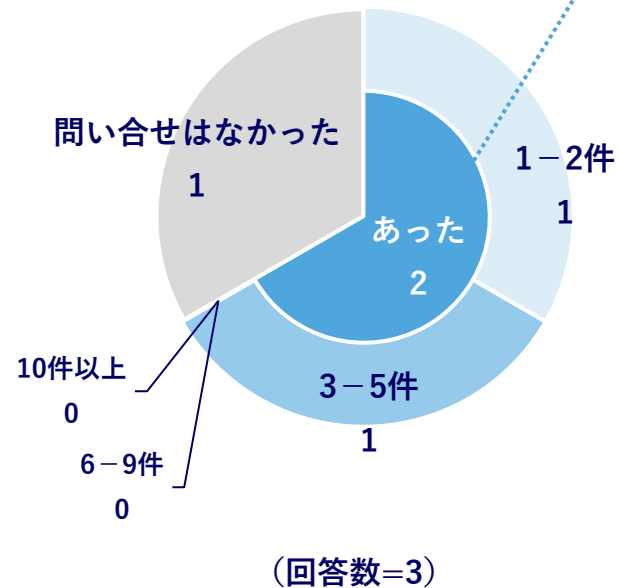 問い合せはなかった
1
1－2件
1
あった
2
3－5件
1
10件以上
0
6－9件
0
（回答数=3）